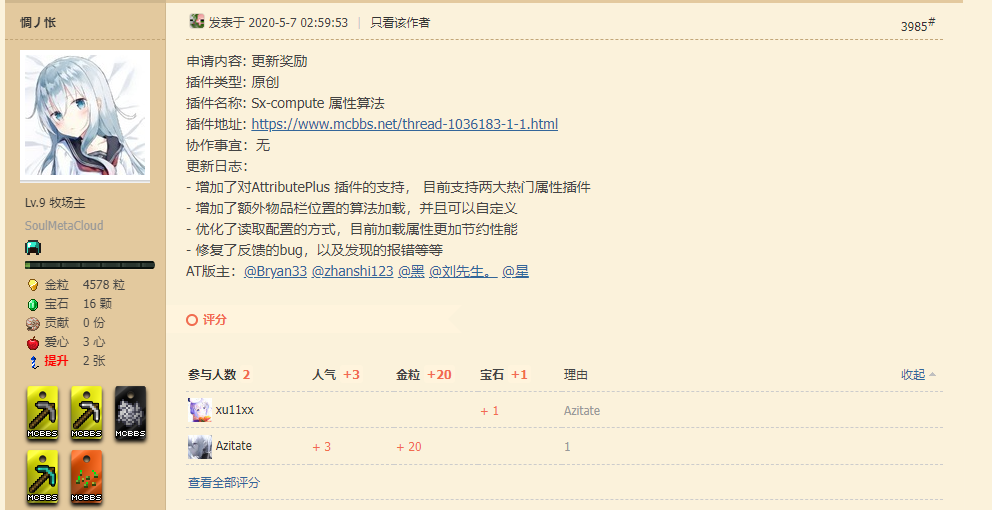 惆丿怅
发表于 2020-5-7 02:59:53 | 只看该作者
3985#
申请内容: 更新奖励
插件类型: 原创
插件名称: Sx-compute 属性算法
插件地址: https://www.mcbbs.net/thread-1036183-1-1.html
协作事宜: 无
更新日志:
- 增加了对AttributePlus 插件的支持， 目前支持两大热门属性插件
- 增加了额外物品栏位置的算法加载，并且可以自定义
- 优化了读取配置的方式，目前加载属性更加节约性能
- 修复了反馈的bug，以及发现的报错等等
AT版主: @Bryan33 @zhanshi123 @黑 @刘先生。 @星
Lv.9 牧场主
SoulMetaCloud
金粒 4578 粒
宝石 16 颗
贡献 0 份
爱心 3 心
提升 2 张
MCBBS MCBBS MCBBS
MCBBS MCBBS
评分
参与人数 2 人气 +3 金粒 +20 宝石 +1 理由 收起
xu11xx + 1 Azitate
Azitate + 3 + 20 1
查看全部评分